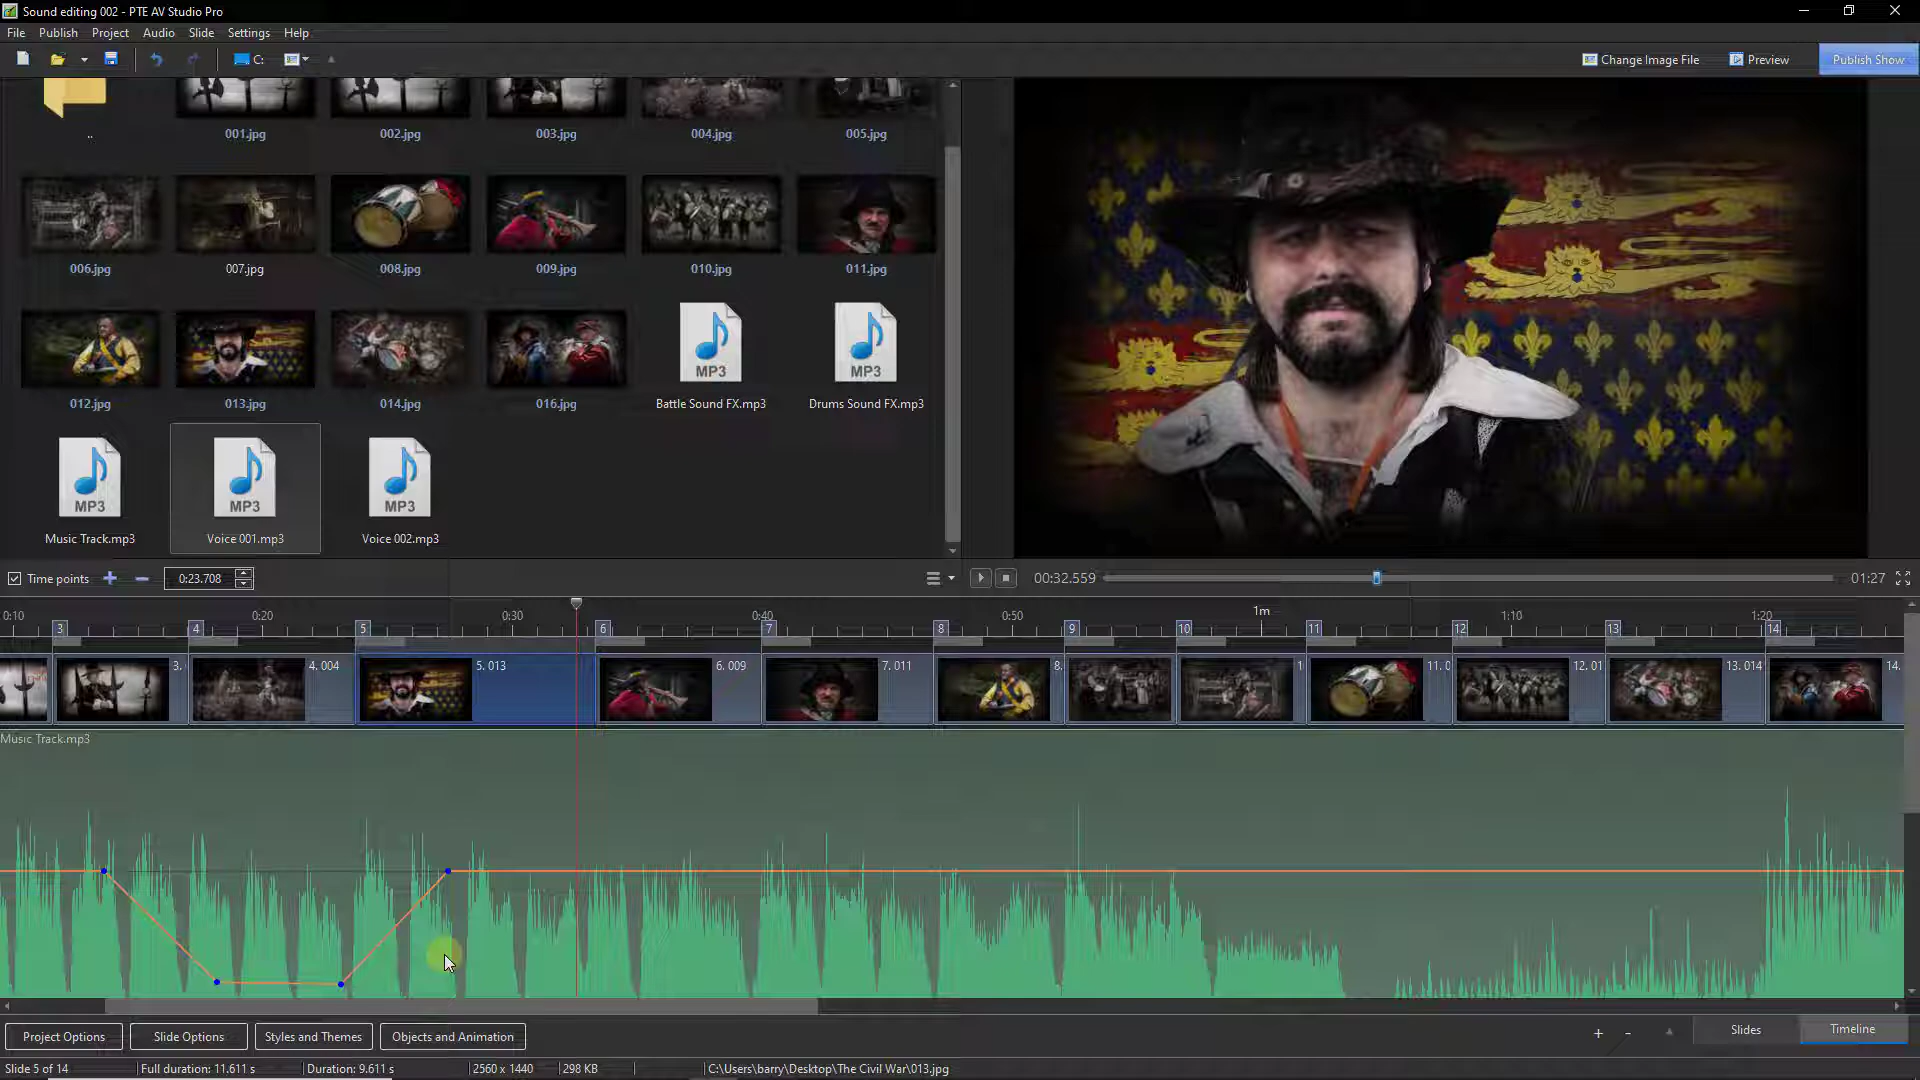 Sound editing 002 - PTE AV Studio Pro
File Publish Project Audio Slide Settings Help
C: Change Image File Preview Publish Show
.. 001.jpg 002.jpg 003.jpg 004.jpg 005.jpg
006.jpg 007.jpg 008.jpg 009.jpg 010.jpg 011.jpg
MP3 MP3
012.jpg 013.jpg 014.jpg 016.jpg Battle Sound FX.mp3 Drums Sound FX.mp3
MP3 MP3 MP3
Music Track.mp3 Voice 001.mp3 Voice 002.mp3
Time points 0:23.708 00:32.559 01:27
0:10 0:20 0:30 0:40 0:50 1m 1:10 1:20
3 4 5 6 7 8 9 10 11 12 13 14
3. 4. 004 5. 013 6. 009 7. 011 8. 1 11. 0 12. 01 13. 014 14.
Music Track.mp3
Project Options Slide Options Styles and Themes Objects and Animation + - Slides Timeline
Slide 5 of 14 Full duration: 11.611 s Duration: 9.611 s 2560 x 1440 298 KB C:\Users\barry\Desktop\The Civil War\013.jpg